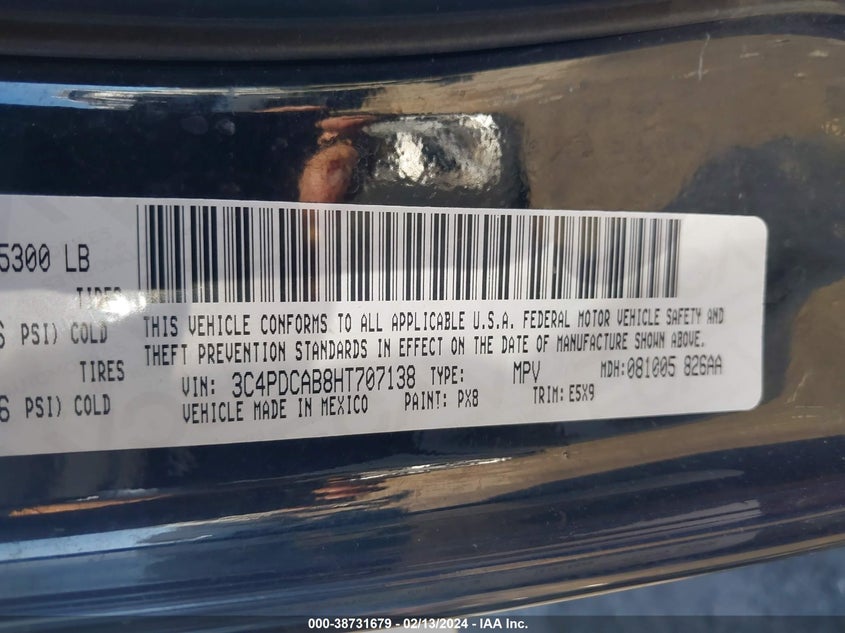 5300 LB
TIRES
PSI) COLD
TIRES
PSI) COLD
THIS VEHICLE CONFORMS TO ALL APPLICABLE U.S.A. FEDERAL MOTOR VEHICLE SAFETY AND
THEFT PREVENTION STANDARDS IN EFFECT ON THE DATE OF MANUFACTURE SHOWN ABOVE.
VIN: 3C4PDCAB8HT707138 TYPE: MPV MDH: 081005 826AA
VEHICLE MADE IN MEXICO PAINT: PX8 TRIM: E5X9
000-38731679 - 02/13/2024 - IAA Inc.